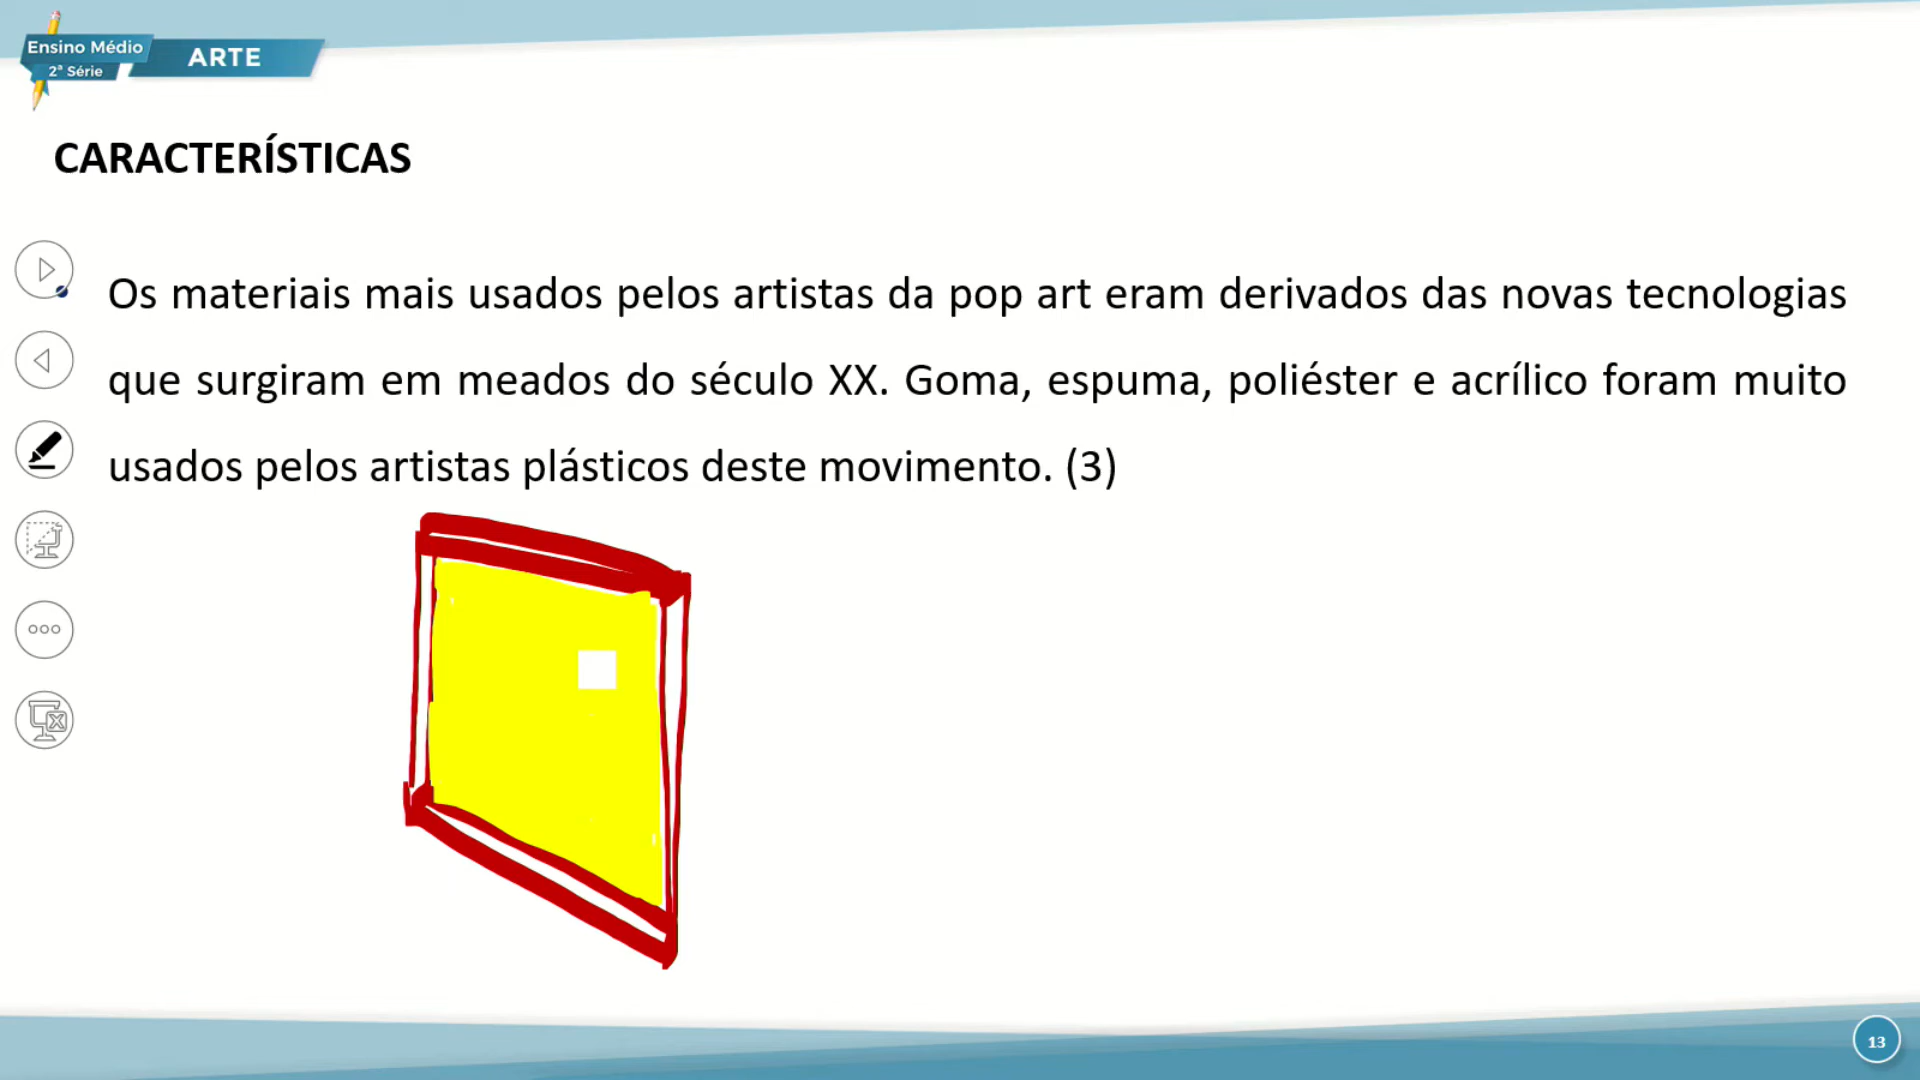 Ensino Médio
2ª Série
ARTE
CARACTERÍSTICAS
Os materiais mais usados pelos artistas da pop art eram derivados das novas tecnologias
que surgiram em meados do século XX. Goma, espuma, poliéster e acrílico foram muito
usados pelos artistas plásticos deste movimento. (3)
13